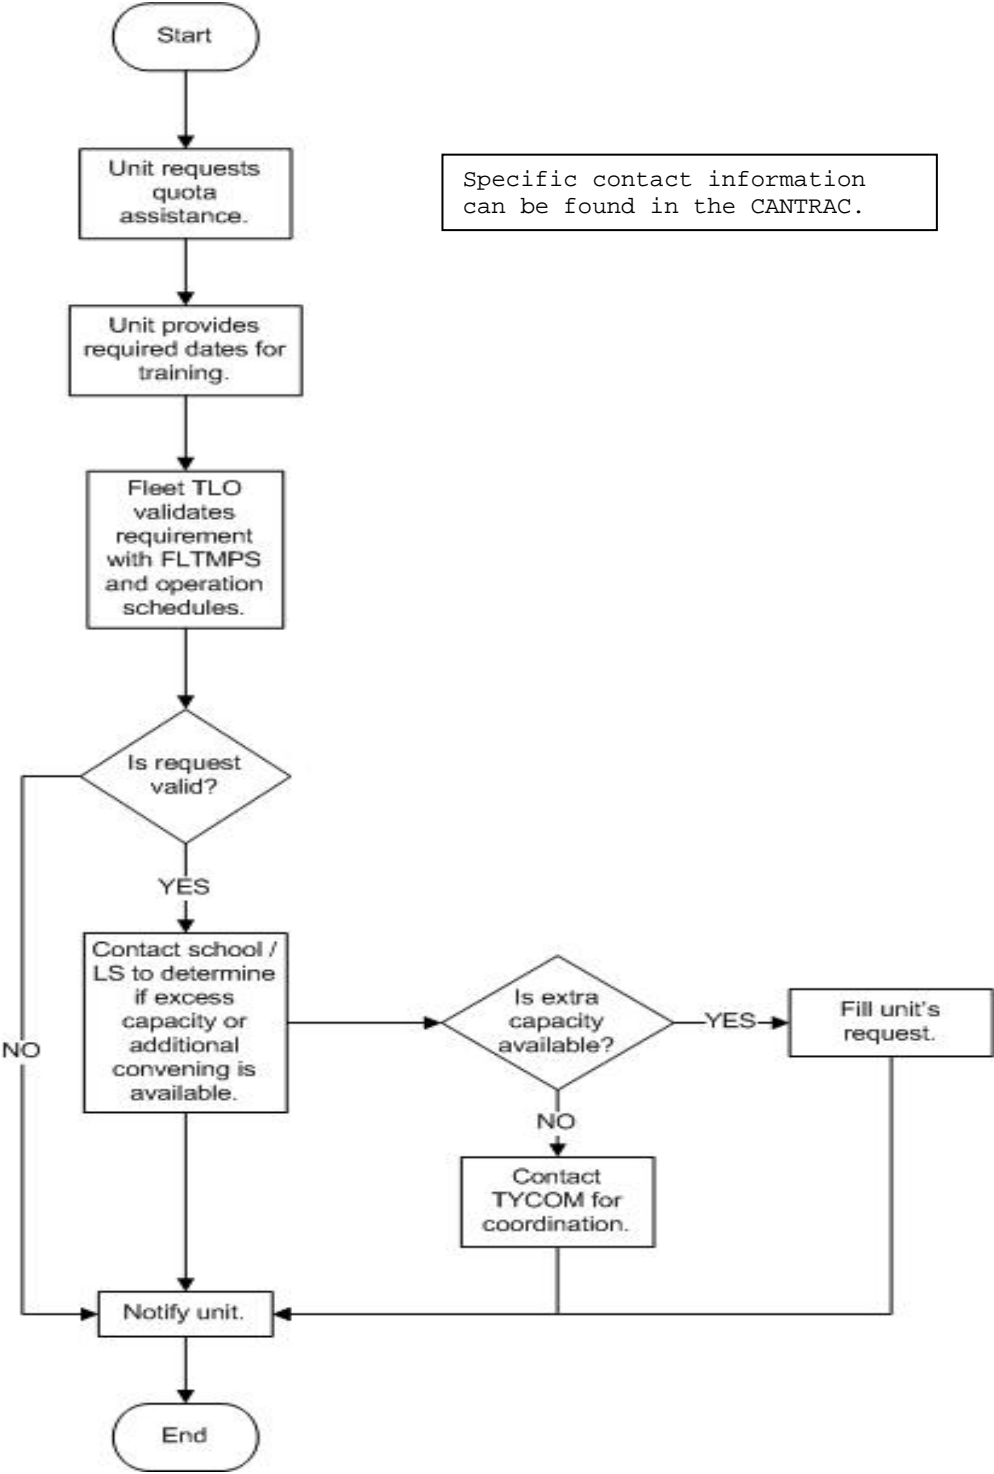 Start
Unit requests
quota
assistance.
Specific contact information
can be found in the CANTRAC.
Unit provides
required dates for
training.
Fleet TLO
validates
requirement
with FLTMPS
and operation
schedules.
Is request
valid?
YES
NO
Contact school /
LS to determine
if excess
capacity or
additional
convening is
available.
Is extra
capacity
available?
YES
Fill unit's
request.
NO
Contact
TYCOM for
coordination.
Notify unit.
End